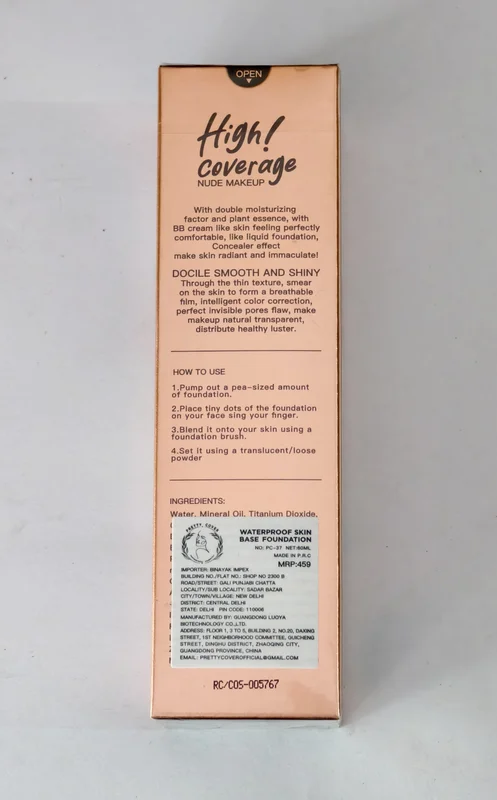 OPEN
High!
coverage
NUDE MAKEUP
With double moisturizing
factor and plant essence, with
BB cream like skin feeling perfectly
comfortable, like liquid foundation,
Concealer effect
make skin radiant and immaculate!
DOCILE SMOOTH AND SHINY
Through the thin texture, smear
on the skin to form a breathable
film, intelligent color correction,
perfect invisible pores flaw, make
makeup natural transparent,
distribute healthy luster.
HOW TO USE
1.Pump out a pea-sized amount
of foundation.
2.Place tiny dots of the foundation
on your face sing your finger.
3.Blend it onto your skin using a
foundation brush.
4.Set it using a translucent/loose
powder
INGREDIENTS:
Water, Mineral Oil, Titanium Dioxide,
PRETTY COVER
WATERPROOF SKIN
BASE FOUNDATION
NO: PC-37 NET:60ML
MADE IN P.R.C
MRP:459
IMPORTER: BINAYAK IMPEX
BUILDING NO./FLAT NO.: SHOP NO 2300 B
ROAD/STREET: GALI PUNJABI CHATTA
LOCALITY/SUB LOCALITY: SADAR BAZAR
CITY/TOWN/VILLAGE: NEW DELHI
DISTRICT: CENTRAL DELHI
STATE: DELHI PIN CODE: 110006
MANUFACTURED BY: GUANGDONG LUOYA
BIOTECHNOLOGY CO.,LTD.
ADDRESS: FLOOR 1, 2 TO 5, BUILDING 2, NO.20, DAXING
STREET, 1ST NEIGHBORHOOD COMMITTEE, GUICHENG
STREET, DINGHU DISTRICT, ZHAOQING CITY,
GUANGDONG PROVINCE, CHINA
EMAIL: PRETTYCOVEROFFICIAL@GMAIL.COM
RC/COS-005767